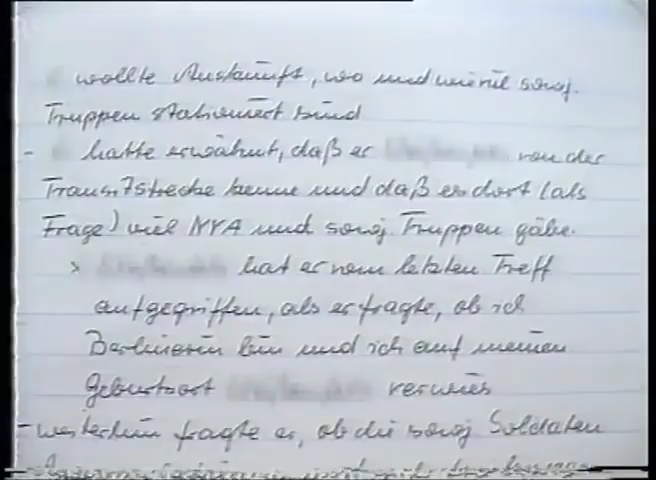 wollte Auskunft, wo und wieviel sowj.
Truppen stationiert sind
- hatte erwähnt, daß er von der
Transitstrecke kenne und daß es dort (als
Frage) viel NVA und sowj. Truppen gäbe.
x hat er vom letzten Treff
aufgegriffen, als er fragte, ob ich
Berlinerin bin und ich auf meinen
Geburtsort verwies
- weiterhin fragte er, ob die sowj Soldaten